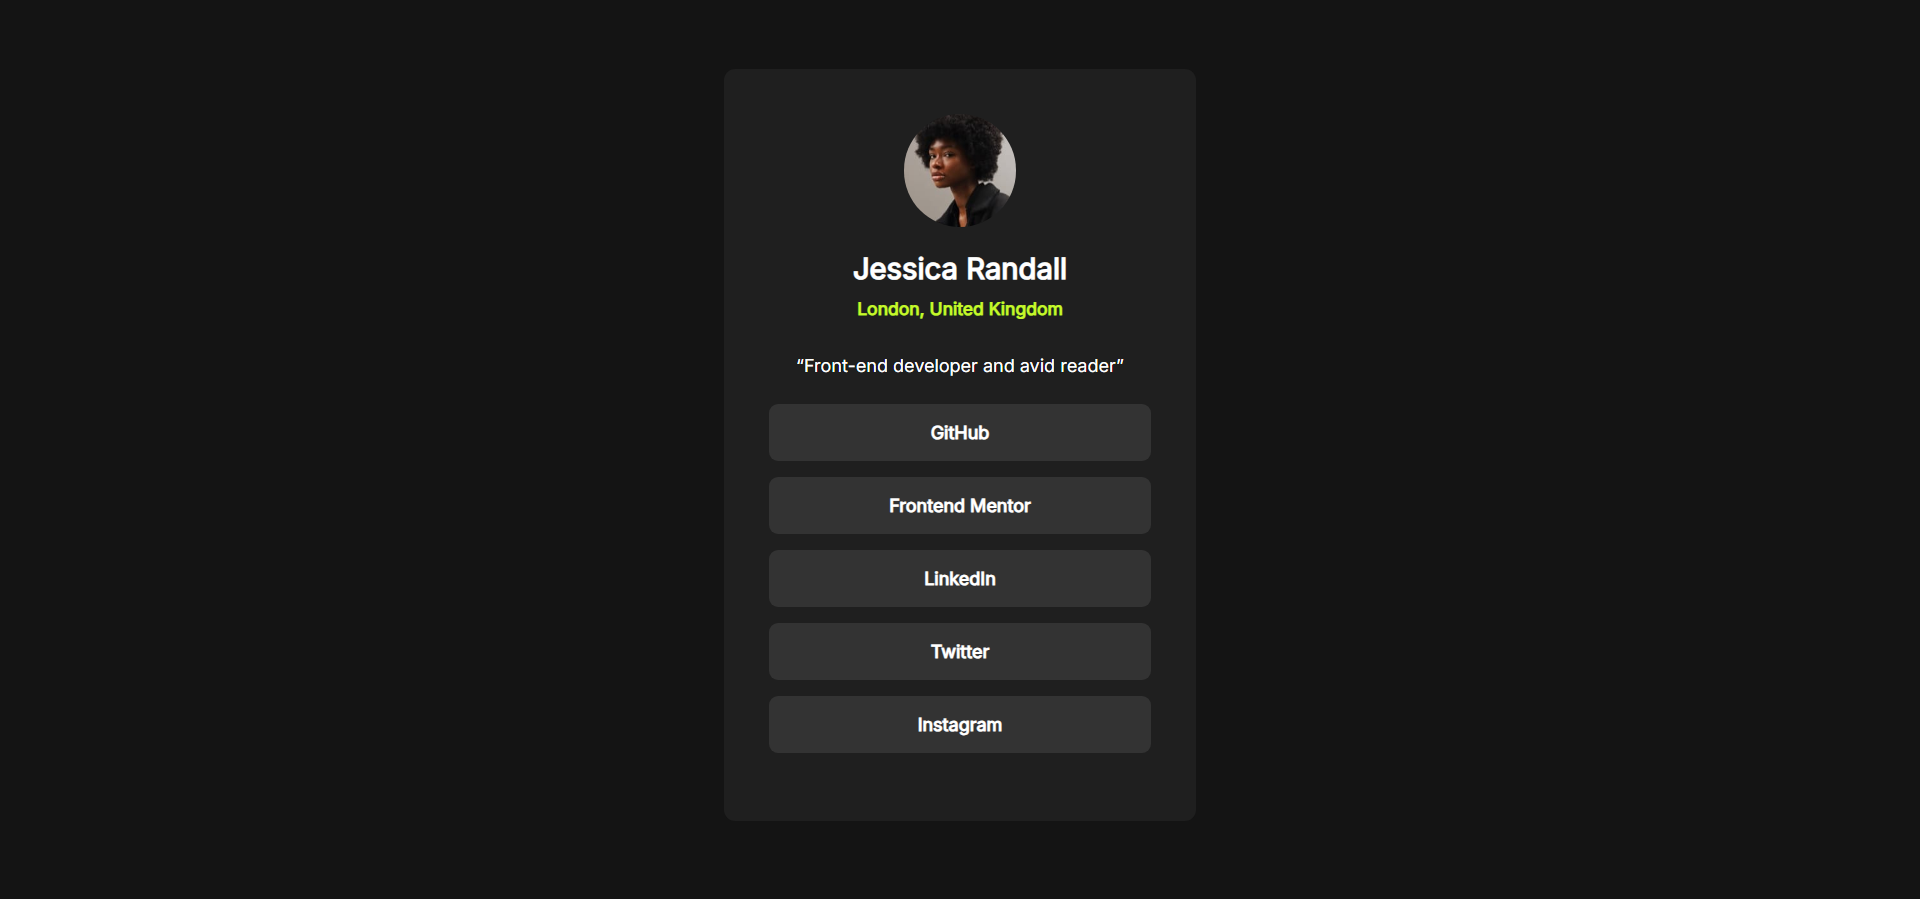 Jessica Randall
London, United Kingdom
“Front-end developer and avid reader”
GitHub
Frontend Mentor
LinkedIn
Twitter
Instagram